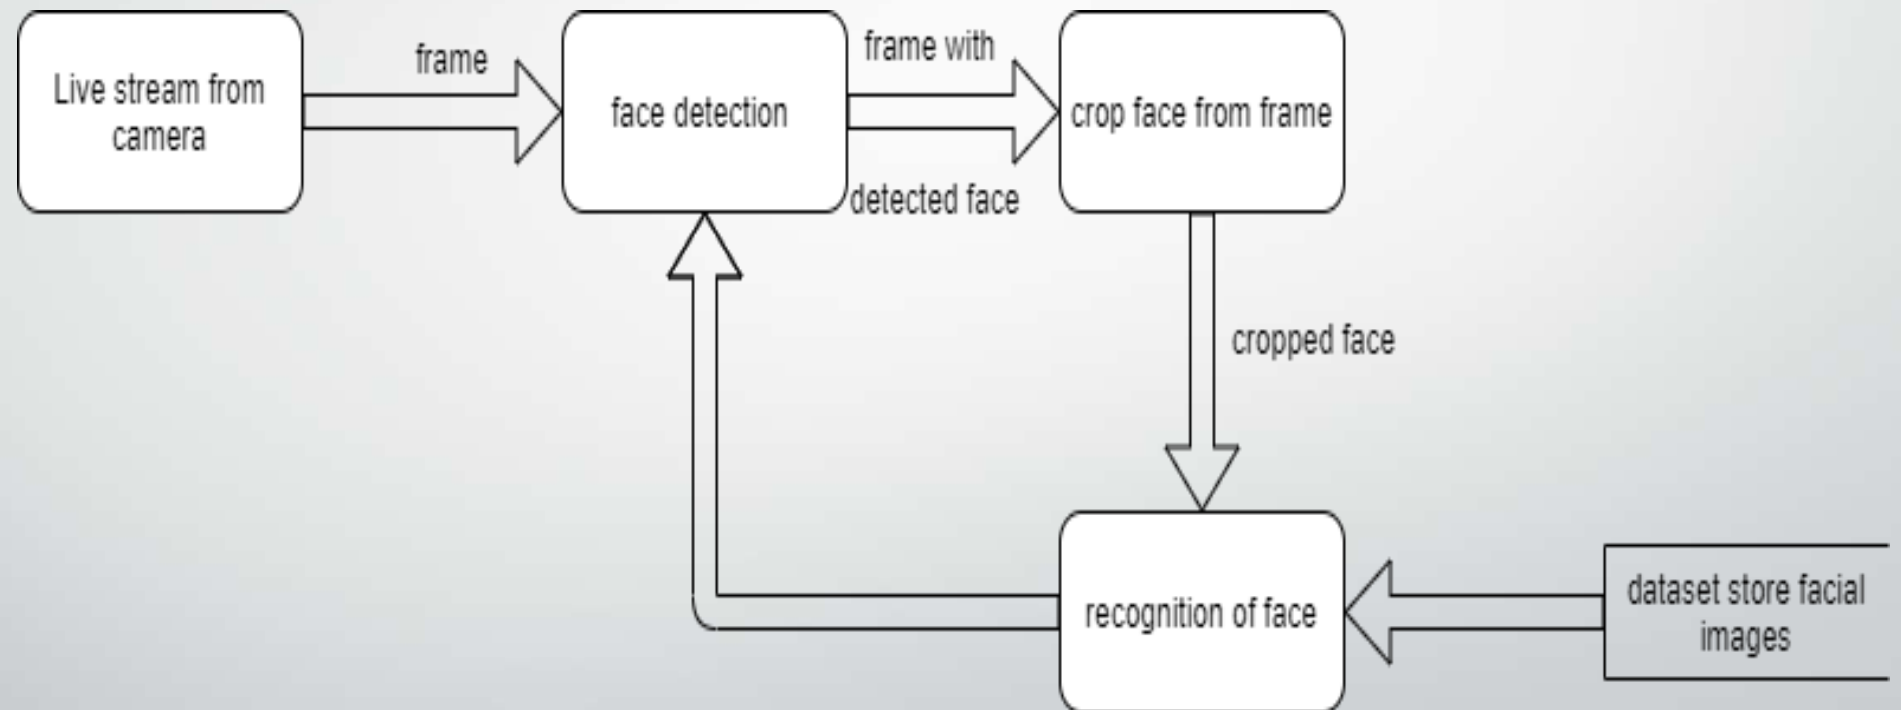 Live stream from
camera
frame
face detection
frame with
detected face
crop face from frame
cropped face
recognition of face
dataset store facial
images